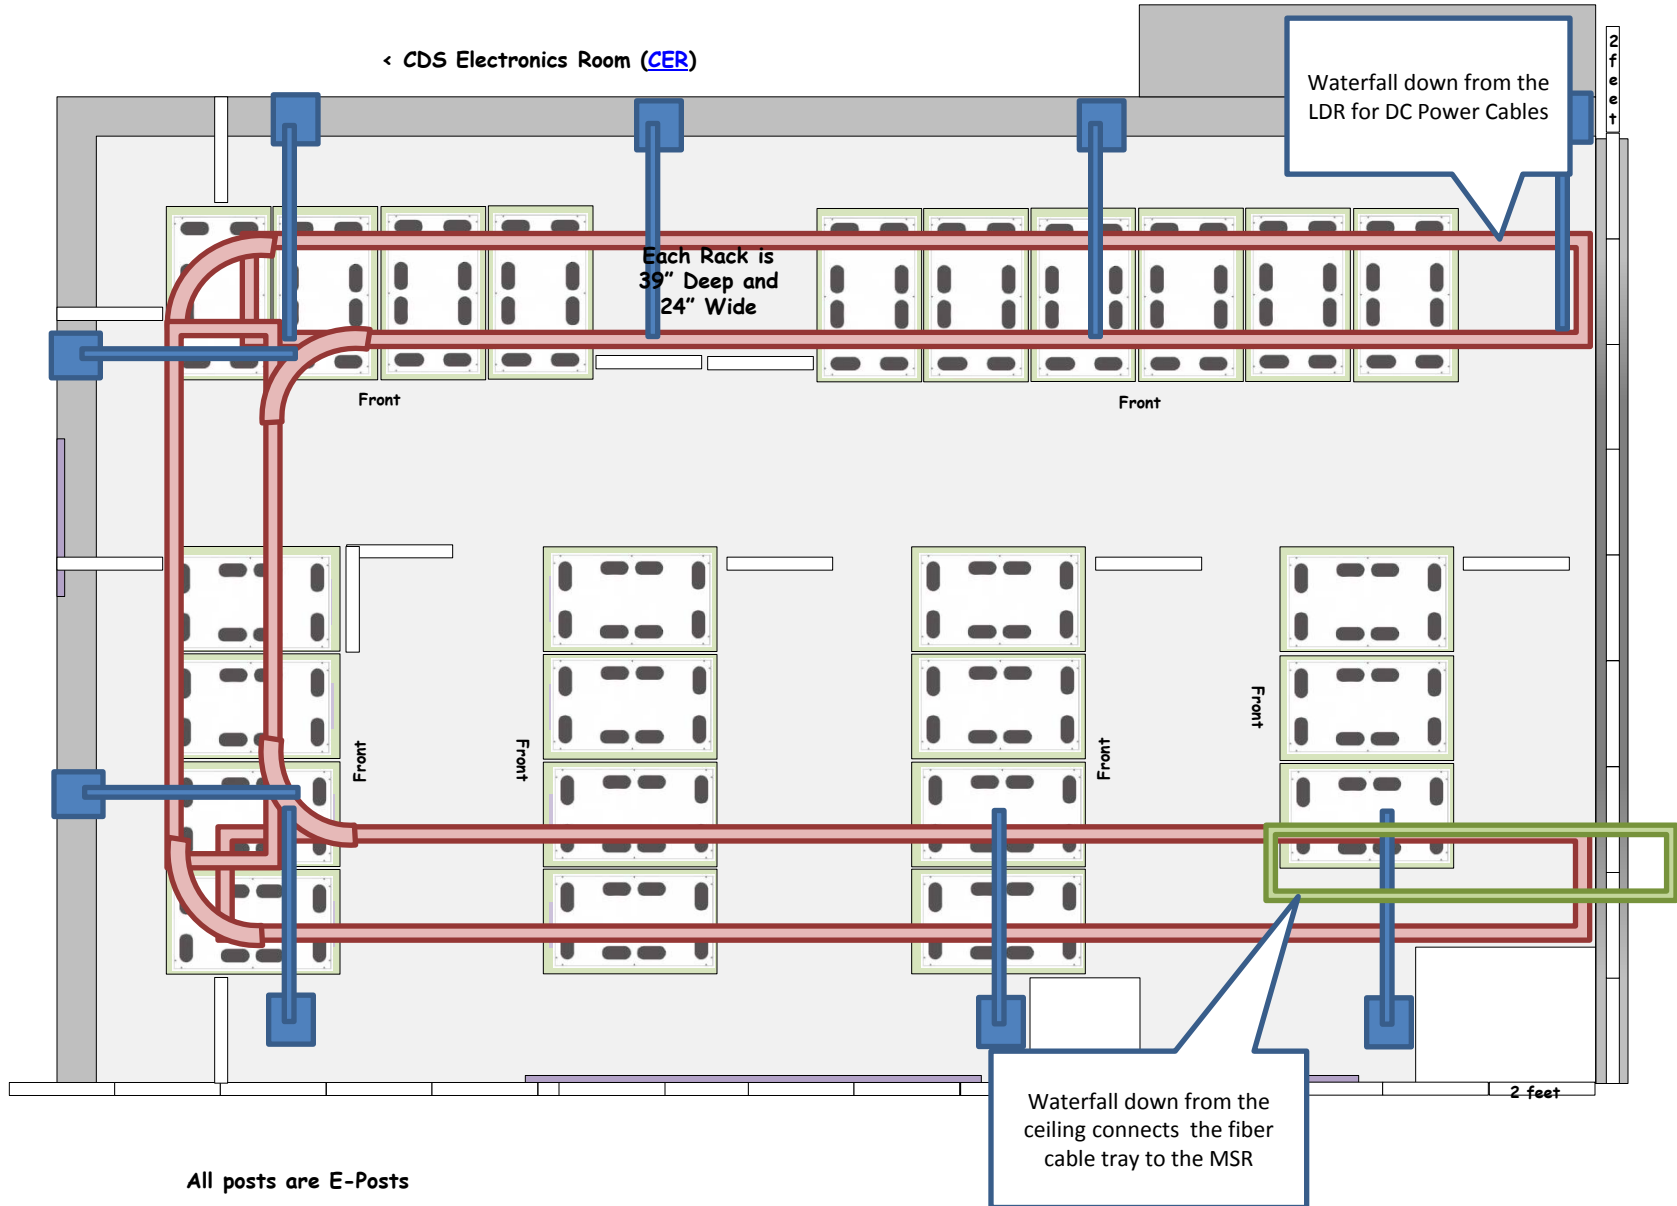 < CDS Electronics Room (CER)
2 feet
Waterfall down from the
LDR for DC Power Cables
Each Rack is
39” Deep and
24” Wide
Front
Front
Front
Front
Front
Front
2 feet
Waterfall down from the
ceiling connects the fiber
cable tray to the MSR
All posts are E-Posts